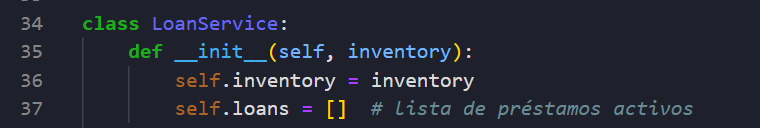 34 class LoanService:
35 def __init__(self, inventory):
36 self.inventory = inventory
37 self.loans = [] # lista de préstamos activos